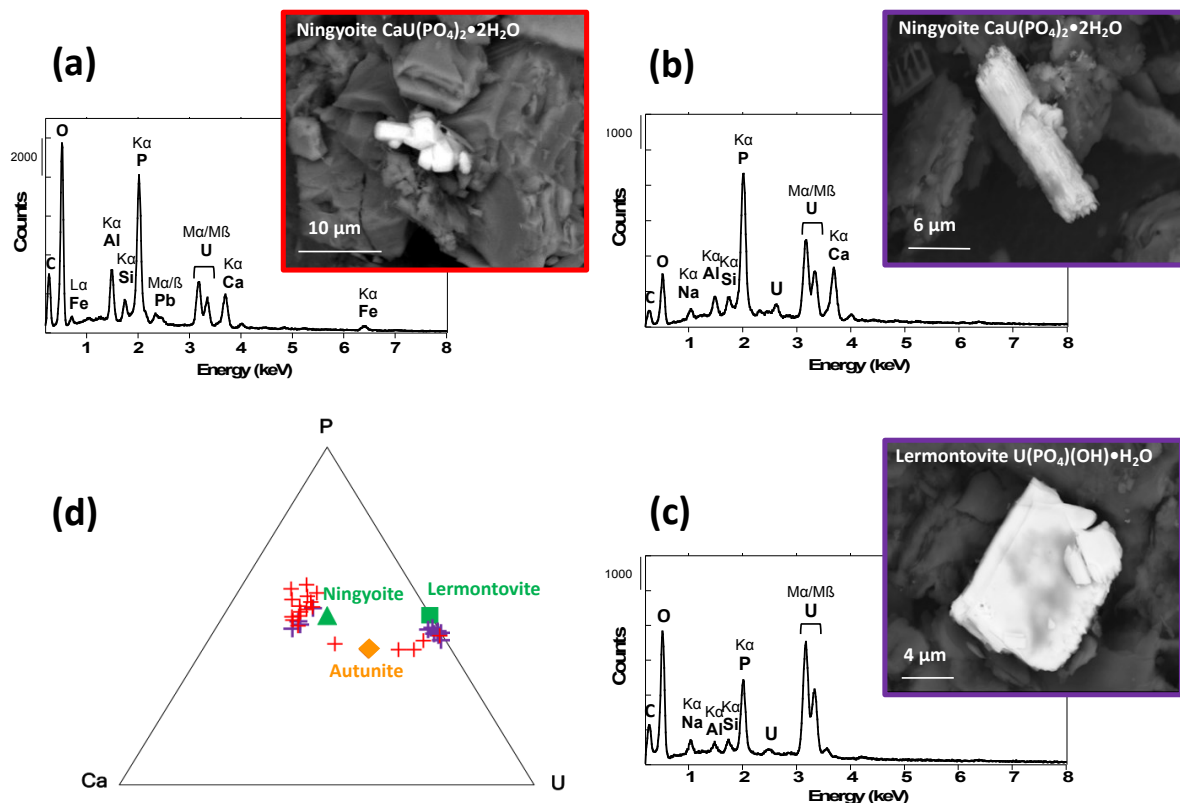 (a)
Ningyoite CaU(PO₄)₂•2H₂O
10 µm
2000
Counts
O
C
Lα
Fe
Kα
Al
Kα
Si
Kα
P
Mα/ß
Pb
Mα/Mß
U
Kα
Ca
Kα
Fe
1 2 3 4 5 6 7 8
Energy (keV)
(b)
Ningyoite CaU(PO₄)₂•2H₂O
6 µm
1000
Counts
C
O
Kα
Na
Kα
Al
Kα
Si
Kα
P
U
Mα/Mß
U
Kα
Ca
1 2 3 4 5 6 7 8
Energy (keV)
(d)
P
Ningyoite
Lermontovite
Autunite
Ca
U
(c)
Lermontovite U(PO₄)(OH)•H₂O
4 µm
1000
Counts
C
O
Kα
Na
Kα
Al
Kα
Si
Kα
P
U
Mα/Mß
U
1 2 3 4 5 6 7 8
Energy (keV)